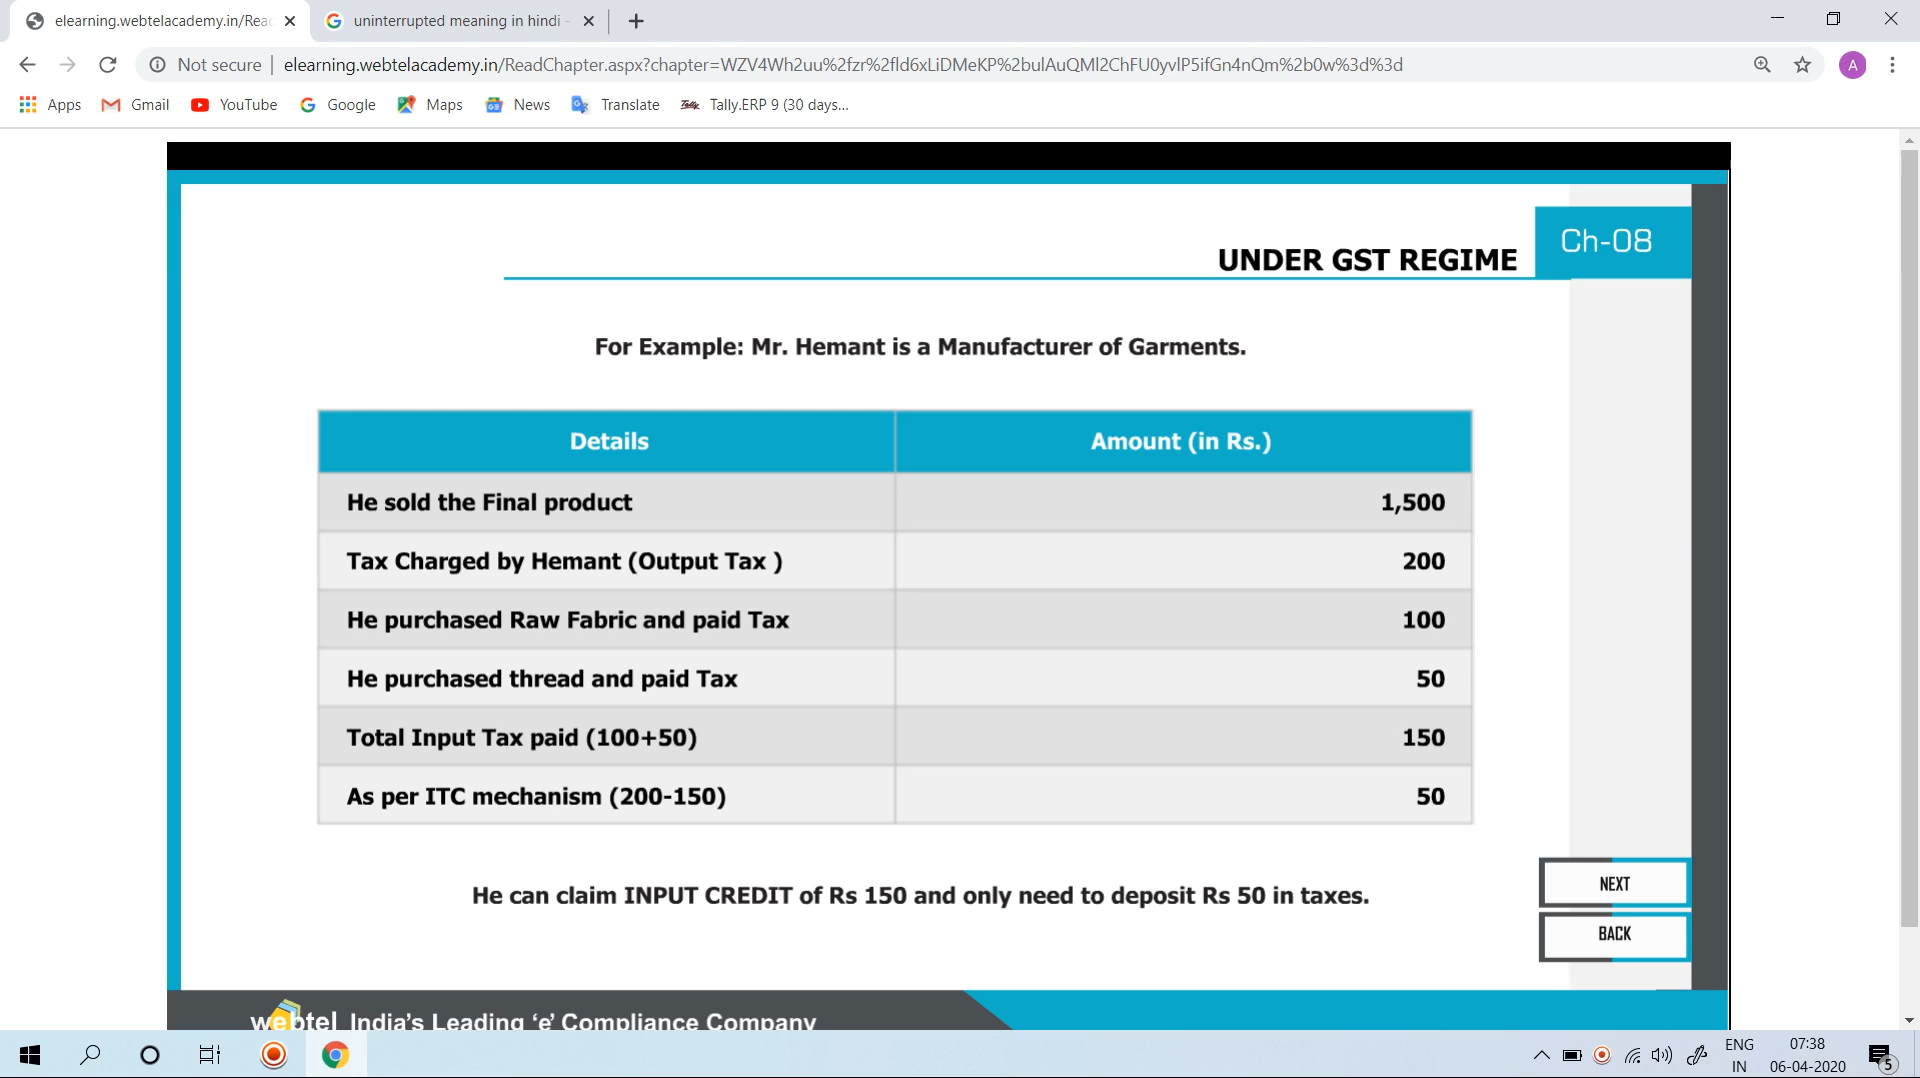 elearning.webtelacademy.in/Read
uninterrupted meaning in hindi -
Not secure | elearning.webtelacademy.in/ReadChapter.aspx?chapter=WZV4Wh2uu%2fzr%2fld6xLiDMeKP%2bulAuQMl2ChFU0yvlP5ifGn4nQm%2b0w%3d%3d
A
Apps Gmail YouTube Google Maps News Translate Tally.ERP 9 (30 days...
Ch-08
UNDER GST REGIME
For Example: Mr. Hemant is a Manufacturer of Garments.
Details Amount (in Rs.)
He sold the Final product 1,500
Tax Charged by Hemant (Output Tax ) 200
He purchased Raw Fabric and paid Tax 100
He purchased thread and paid Tax 50
Total Input Tax paid (100+50) 150
As per ITC mechanism (200-150) 50
He can claim INPUT CREDIT of Rs 150 and only need to deposit Rs 50 in taxes.
NEXT
BACK
webtel India's Leading 'e' Compliance Company
ENG 07:38
IN 06-04-2020 5